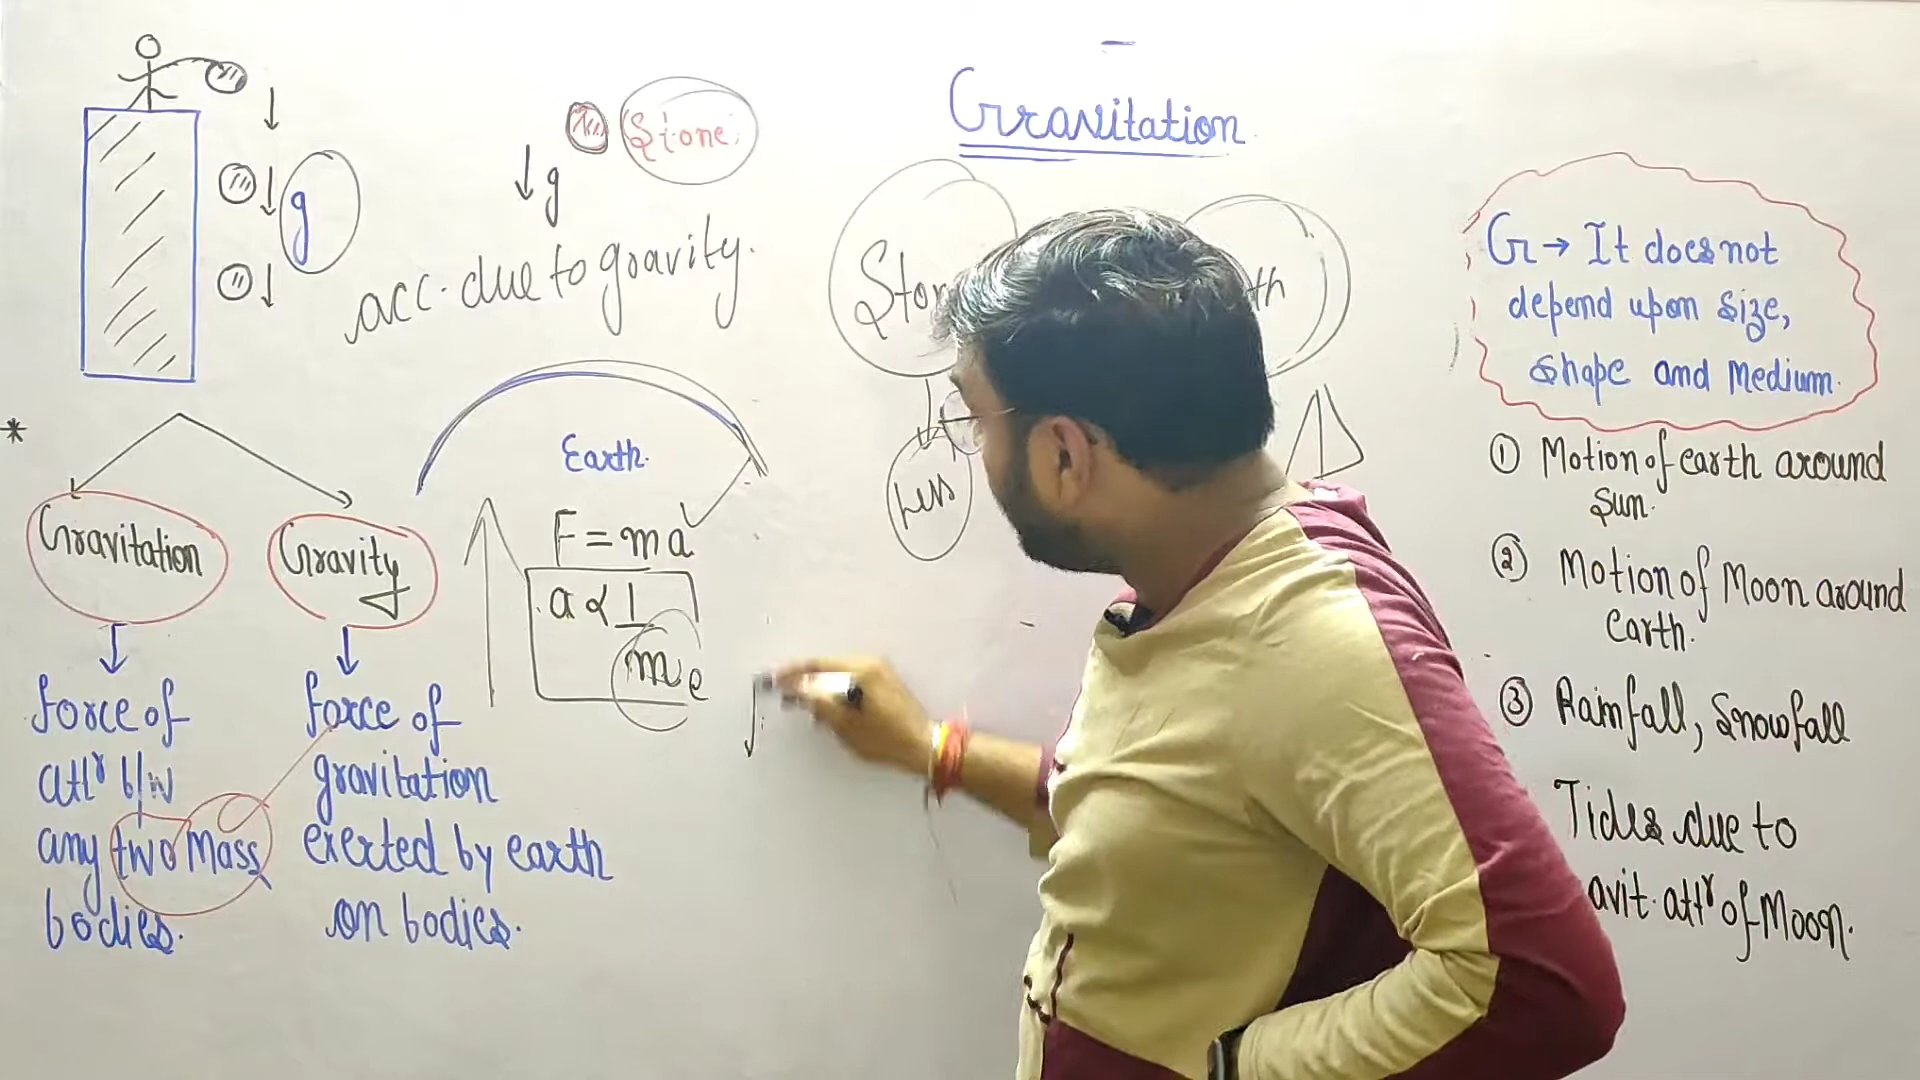 Gravitation
Stone
g
g
acc. due to gravity.
Earth.
F = ma
a ∝ 1
me
Less
*
Gravitation
Gravity
force of
attr b/w
any two Mass
bodies.
force of
gravitation
exerted by earth
on bodies.
G → It does not
depend upon size,
shape and Medium.
① Motion of earth around
Sun.
② Motion of Moon around
Earth.
③ Rainfall, Snowfall
Tides due to
attr of Moon.